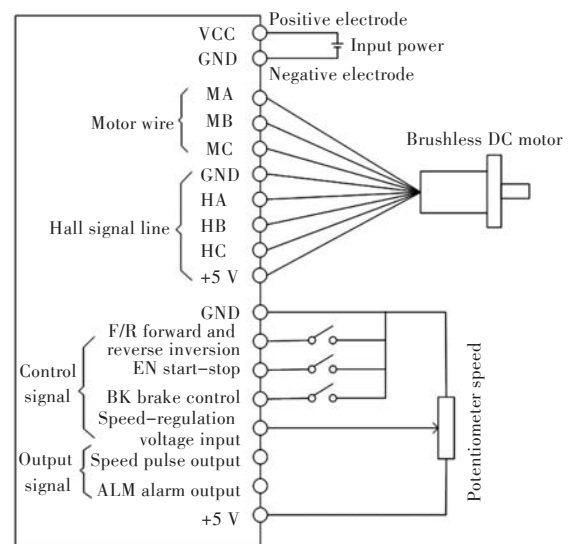 Positive electrode
VCC
Input power
GND
Negative electrode
MA
Motor wire
MB
MC
Brushless DC motor
GND
HA
Hall signal line
HB
HC
+5 V
GND
F/R forward and
reverse inversion
Control
signal
EN start-stop
BK brake control
Speed-regulation
voltage input
Output
signal
Speed pulse output
ALM alarm output
+5 V
Potentiometer speed